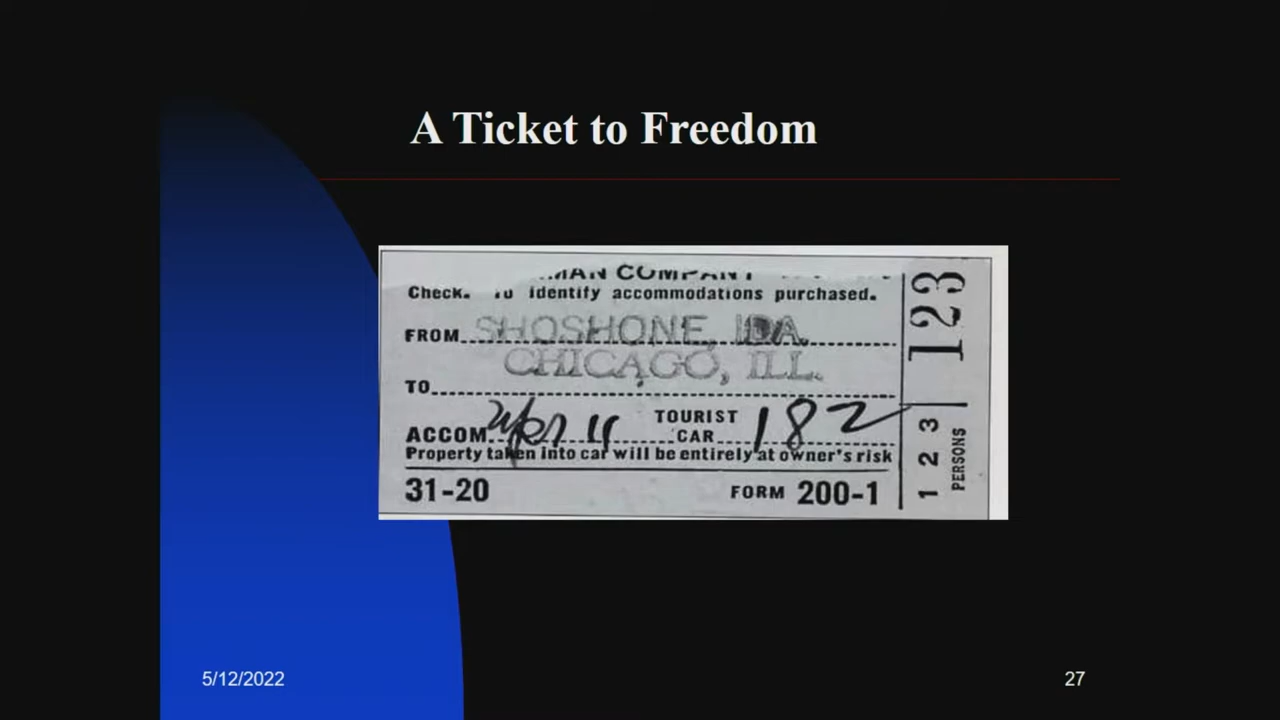 A Ticket to Freedom
MAN COMPANY
Check. To identify accommodations purchased.
FROM SHOSHONE, IDA.
CHICAGO, ILL.
TO
ACCOM. 11 TOURIST CAR 182
Property taken into car will be entirely at owner's risk
31-20 FORM 200-1
123
1 2 3
PERSONS
5/12/2022
27